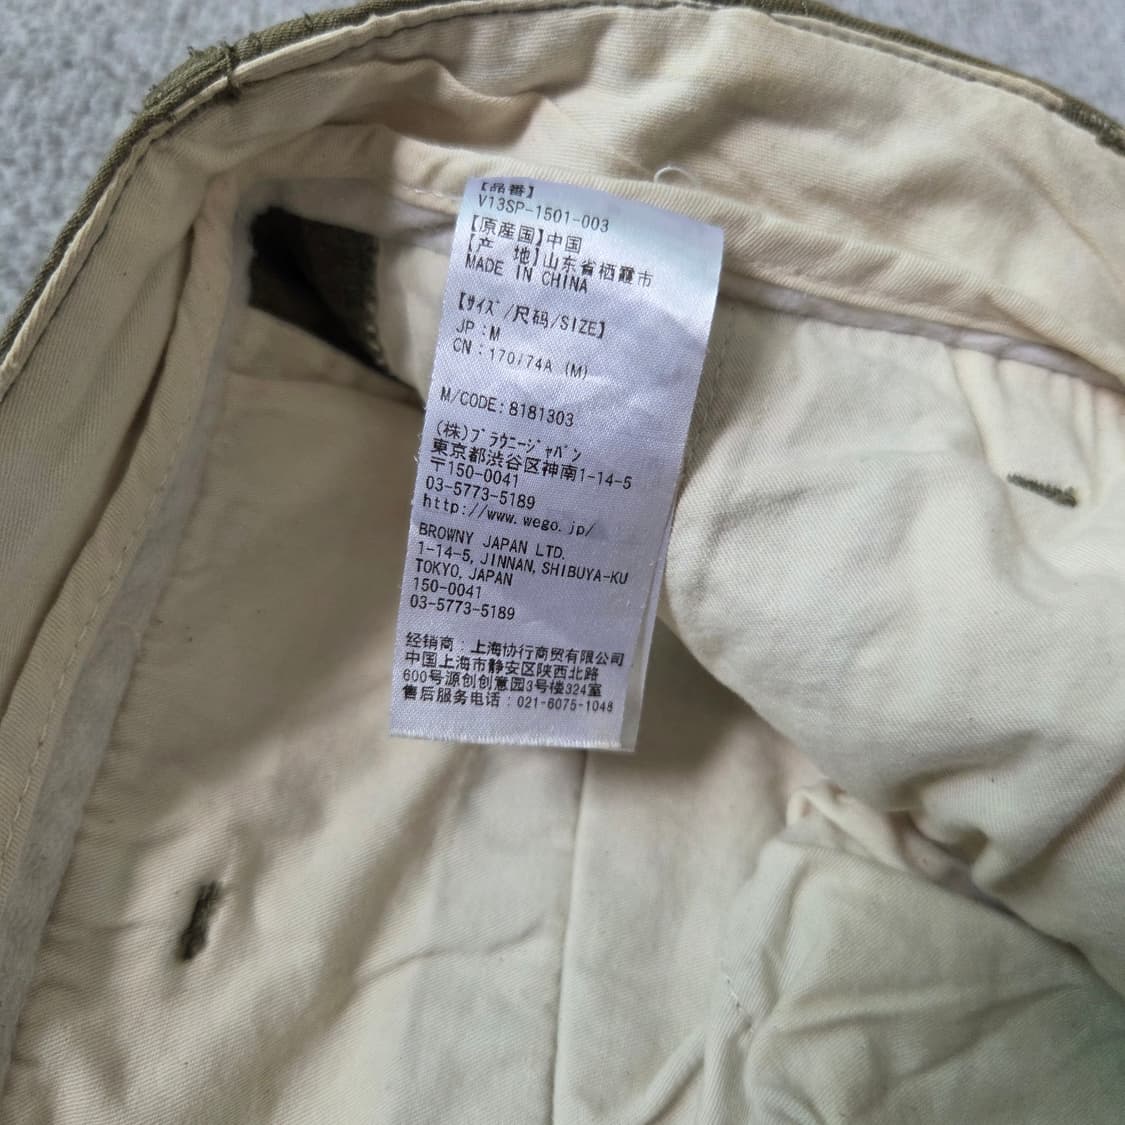 【品番】
V13SP-1501-003
【原産国】中国
【产 地】山东省栖霞市
MADE IN CHINA
【サイズ/尺码/SIZE】
JP:M
CN:170/74A (M)
M/CODE:8181303
(株)ブラウニージャパン
東京都渋谷区神南1-14-5
〒150-0041
03-5773-5189
http://www.wego.jp/
BROWNY JAPAN LTD.
1-14-5, JINNAN, SHIBUYA-KU
TOKYO, JAPAN
150-0041
03-5773-5189
经销商:上海协行商贸有限公司
中国上海市静安区陕西北路
600号源创创意园3号楼324室
售后服务电话:021-6075-1048